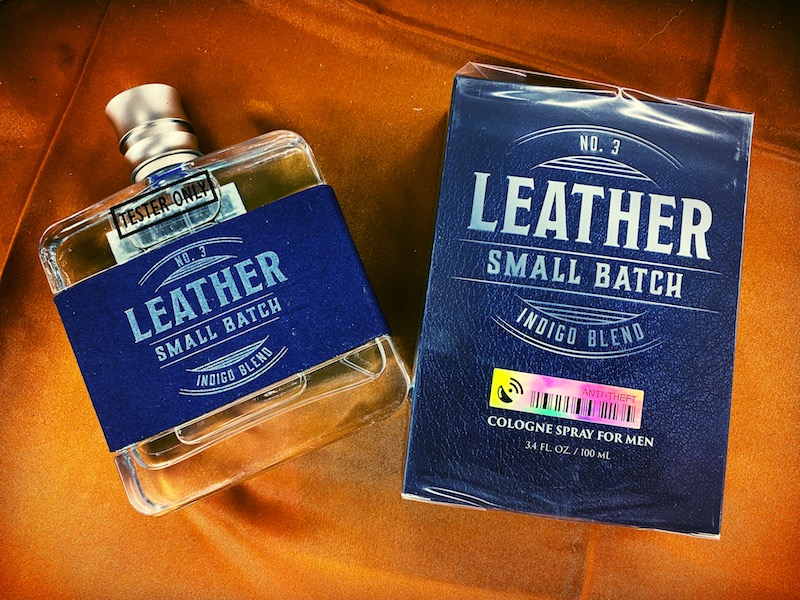 TESTER ONLY
NO. 3
LEATHER
SMALL BATCH
INDIGO BLEND
NO. 3
LEATHER
SMALL BATCH
INDIGO BLEND
ANTI-THEFT
COLOGNE SPRAY FOR MEN
3.4 FL. OZ. / 100 ML